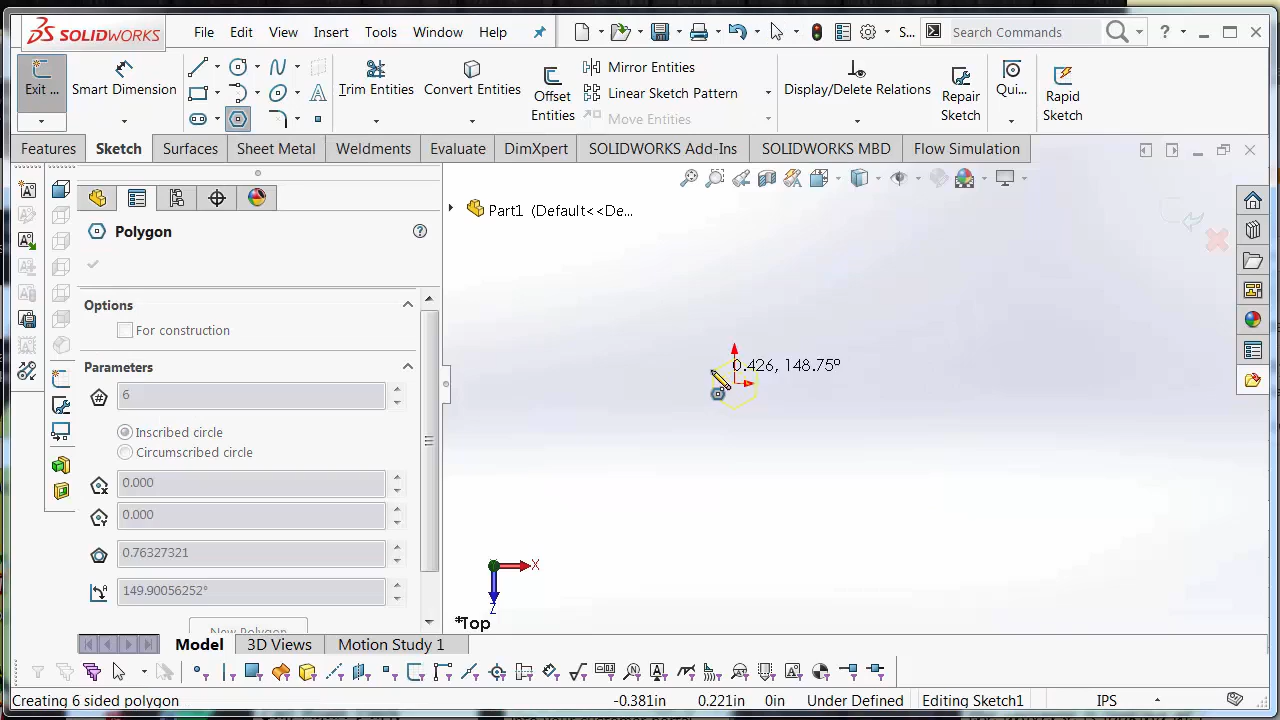 SOLIDWORKS File Edit View Insert Tools Window Help S... Search Commands ?
Exit ... Smart Dimension Trim Entities Convert Entities Offset Entities Mirror Entities Linear Sketch Pattern Move Entities Display/Delete Relations Repair Sketch Qui... Rapid Sketch
Features Sketch Surfaces Sheet Metal Weldments Evaluate DimXpert SOLIDWORKS Add-Ins SOLIDWORKS MBD Flow Simulation
Part1 (Default<<De...
Polygon ?
Options
For construction
Parameters
6
Inscribed circle
Circumscribed circle
0.000
0.000
0.76327321
149.90056252°
New Polygon
0.426, 148.75°
X
Z
*Top
Model 3D Views Motion Study 1
Creating 6 sided polygon -0.381in 0.221in 0in Under Defined Editing Sketch1 IPS